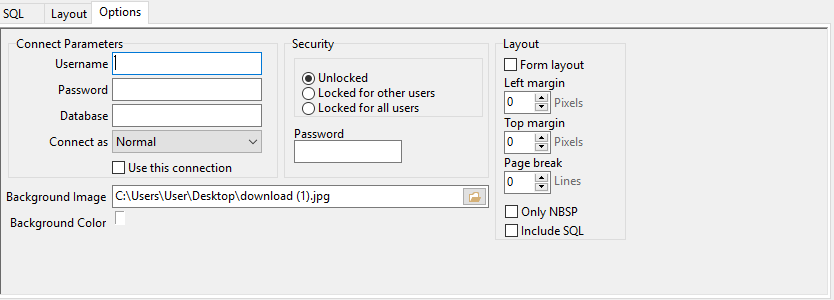 SQL Layout Options
Connect Parameters
Username
Password
Database
Connect as Normal
Use this connection
Security
Unlocked
Locked for other users
Locked for all users
Password
Layout
Form layout
Left margin
0 Pixels
Top margin
0 Pixels
Page break
0 Lines
Only NBSP
Include SQL
Background Image C:\Users\User\Desktop\download (1).jpg
Background Color